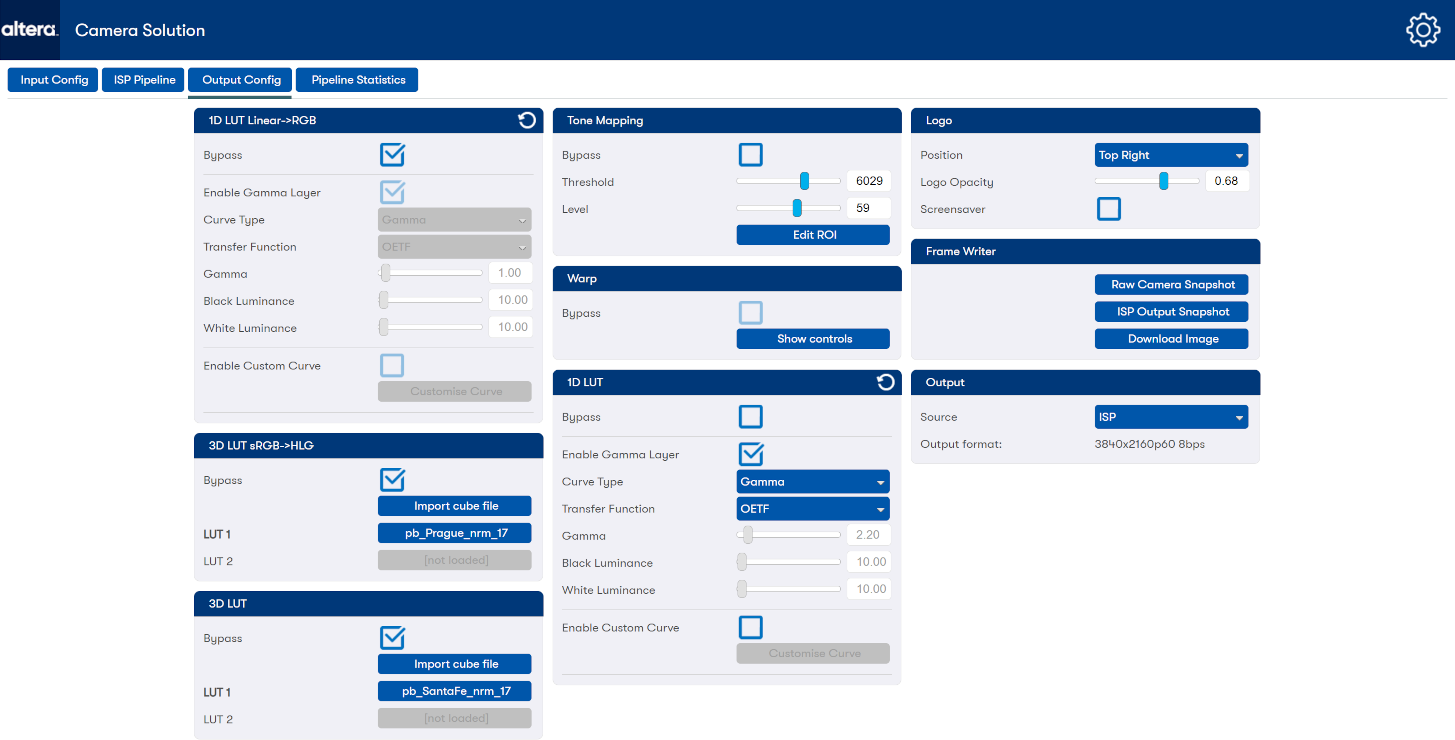 altera. Camera Solution
Input Config ISP Pipeline Output Config Pipeline Statistics
1D LUT Linear->RGB
Bypass
Enable Gamma Layer
Curve Type Gamma
Transfer Function OETF
Gamma 1.00
Black Luminance 10.00
White Luminance 10.00
Enable Custom Curve
Customise Curve
3D LUT sRGB->HLG
Bypass
Import cube file
LUT 1 pb_Prague_nrm_17
LUT 2 [not loaded]
3D LUT
Bypass
Import cube file
LUT 1 pb_SantaFe_nrm_17
LUT 2 [not loaded]
Tone Mapping
Bypass
Threshold 6029
Level 59
Edit ROI
Warp
Bypass
Show controls
1D LUT
Bypass
Enable Gamma Layer
Curve Type Gamma
Transfer Function OETF
Gamma 2.20
Black Luminance 10.00
White Luminance 10.00
Enable Custom Curve
Customise Curve
Logo
Position Top Right
Logo Opacity 0.68
Screensaver
Frame Writer
Raw Camera Snapshot
ISP Output Snapshot
Download Image
Output
Source ISP
Output format: 3840x2160p60 8bps